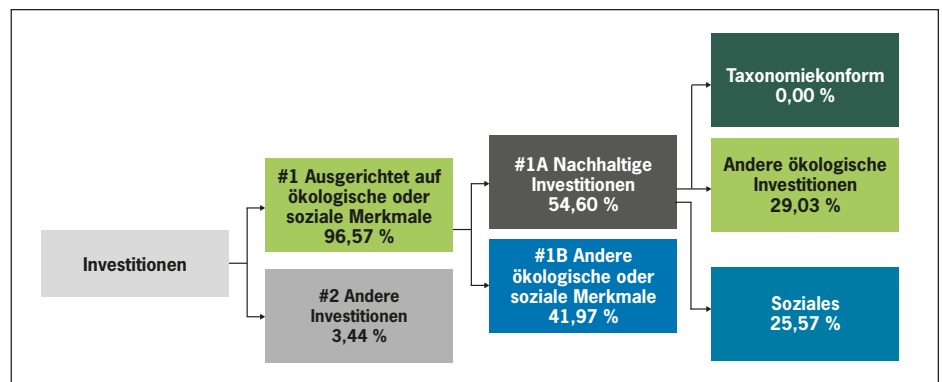 Investitionen
#1 Ausgerichtet auf
ökologische oder
soziale Merkmale
96,57 %
#2 Andere
Investitionen
3,44 %
#1A Nachhaltige
Investitionen
54,60 %
#1B Andere
ökologische oder
soziale Merkmale
41,97 %
Taxonomiekonform
0,00 %
Andere ökologische
Investitionen
29,03 %
Soziales
25,57 %